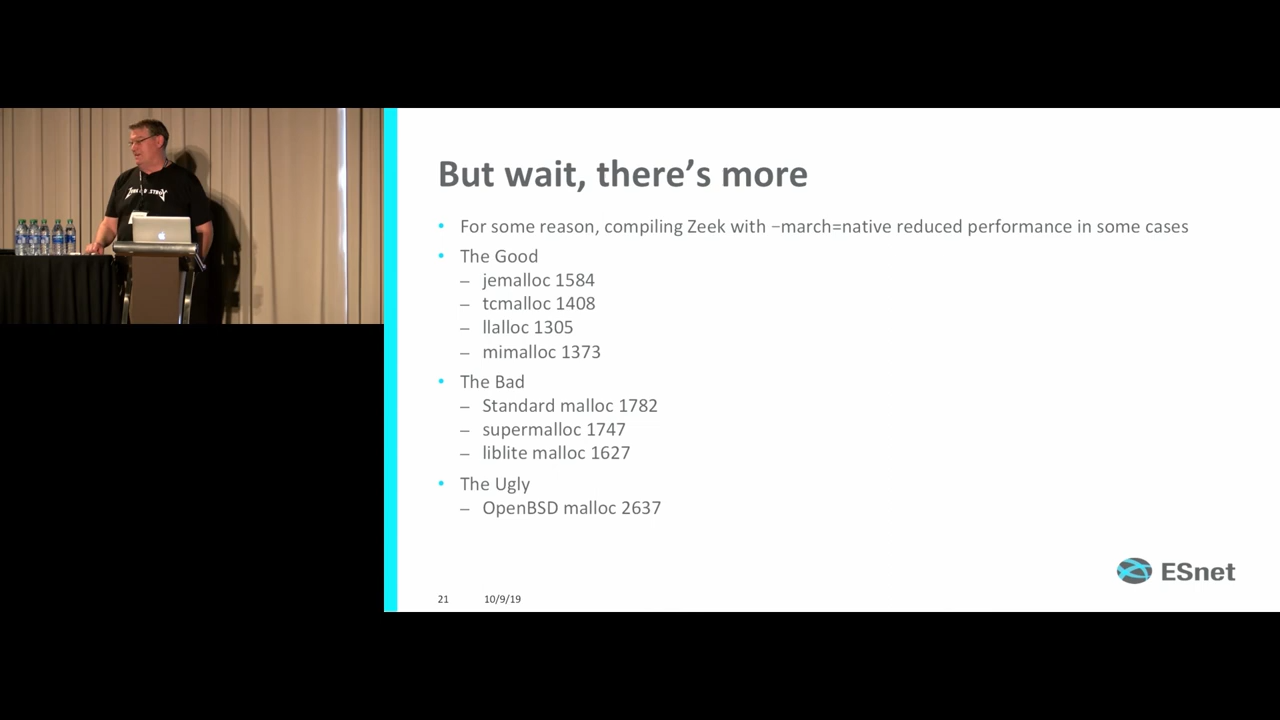 But wait, there's more
• For some reason, compiling Zeek with −march=native reduced performance in some cases
• The Good
– jemalloc 1584
– tcmalloc 1408
– llalloc 1305
– mimalloc 1373
• The Bad
– Standard malloc 1782
– supermalloc 1747
– liblite malloc 1627
• The Ugly
– OpenBSD malloc 2637
ESnet
21 10/9/19